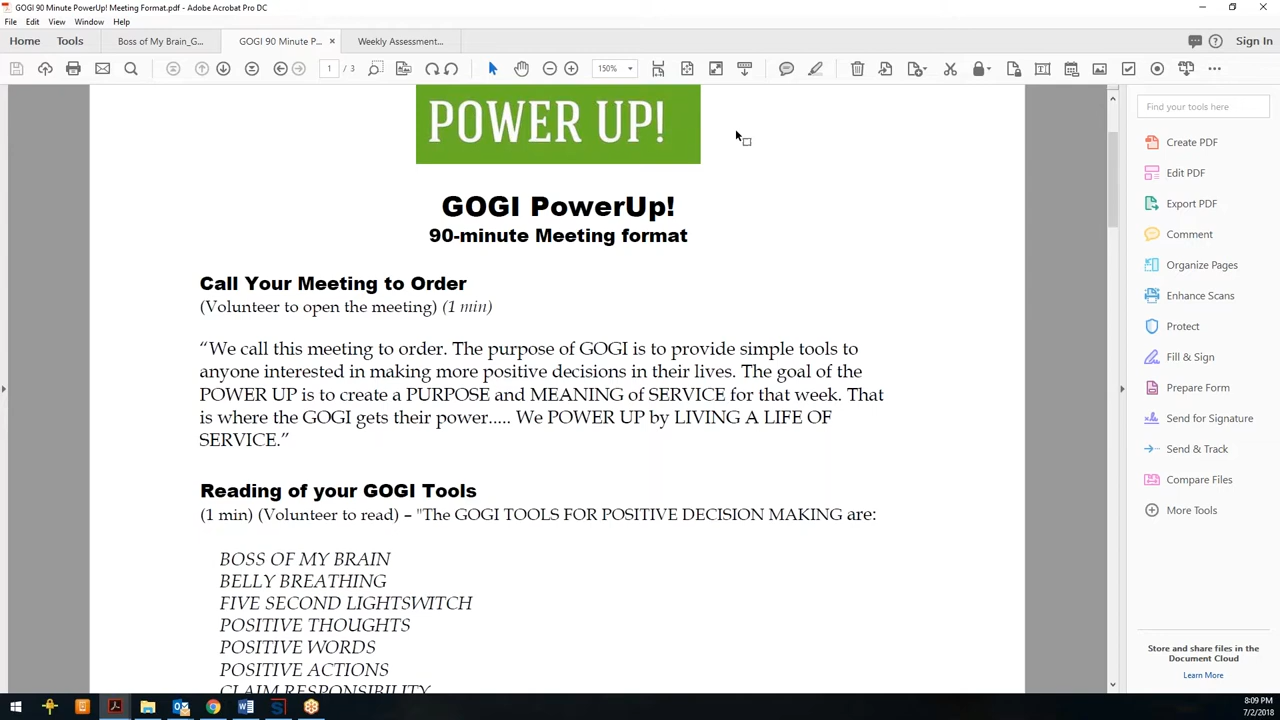 GOGI 90 Minute PowerUp! Meeting Format.pdf - Adobe Acrobat Pro DC
File Edit View Window Help
Home Tools Boss of My Brain_G... GOGI 90 Minute P... × Weekly Assessment... Sign In
1 / 3 150%
POWER UP!
GOGI PowerUp!
90-minute Meeting format
Call Your Meeting to Order
(Volunteer to open the meeting) (1 min)
“We call this meeting to order. The purpose of GOGI is to provide simple tools to
anyone interested in making more positive decisions in their lives. The goal of the
POWER UP is to create a PURPOSE and MEANING of SERVICE for that week. That
is where the GOGI gets their power..... We POWER UP by LIVING A LIFE OF
SERVICE.”
Reading of your GOGI Tools
(1 min) (Volunteer to read) – "The GOGI TOOLS FOR POSITIVE DECISION MAKING are:
BOSS OF MY BRAIN
BELLY BREATHING
FIVE SECOND LIGHTSWITCH
POSITIVE THOUGHTS
POSITIVE WORDS
POSITIVE ACTIONS
CLAIM RESPONSIBILITY
Find your tools here
Create PDF
Edit PDF
Export PDF
Comment
Organize Pages
Enhance Scans
Protect
Fill & Sign
Prepare Form
Send for Signature
Send & Track
Compare Files
More Tools
Store and share files in the
Document Cloud
Learn More
8:09 PM
7/2/2018